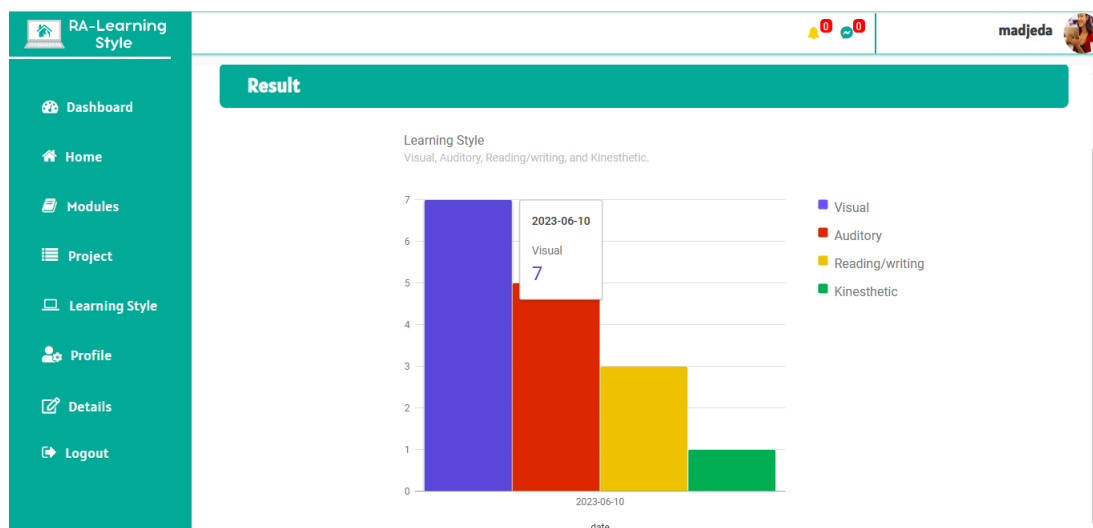 RA-Learning
Style
0
0
madjeda
Dashboard
Home
Modules
Project
Learning Style
Profile
Details
Logout
Result
Learning Style
Visual, Auditory, Reading/writing, and Kinesthetic.
7
6
5
4
3
2
1
0
2023-06-10
Visual
7
2023-06-10
date
Visual
Auditory
Reading/writing
Kinesthetic